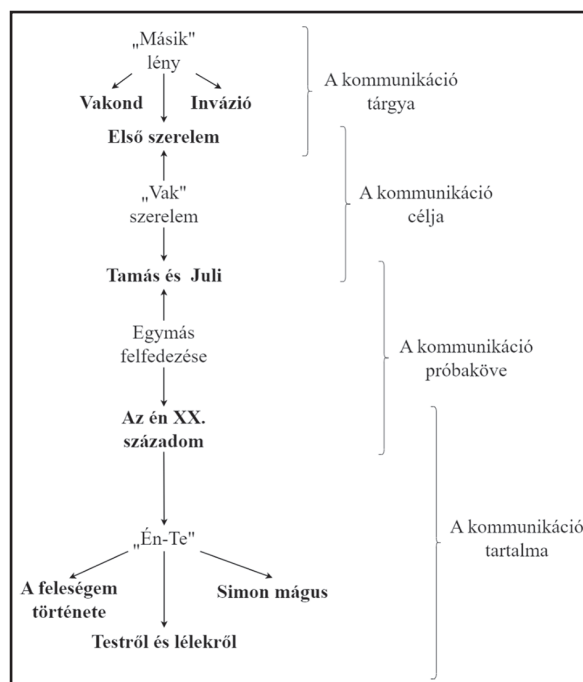 „Másik"
lény
Vakond
Invázió
Első szerelem
A kommunikáció
tárgya
„Vak"
szerelem
A kommunikáció
célja
Tamás és Juli
Egymás
felfedezése
A kommunikáció
próbaköve
Az én XX.
századom
„Én-Te"
A kommunikáció
tartalma
A feleségem
története
Simon mágus
Testről és lélekről